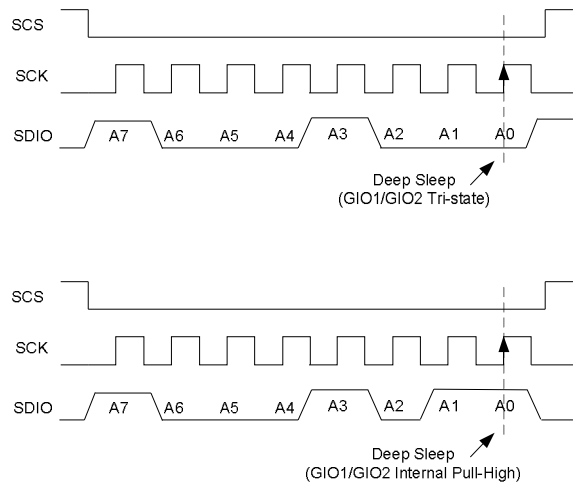 SCS
SCK
SDIO A7 A6 A5 A4 A3 A2 A1 A0
Deep Sleep
(GIO1/GIO2 Tri-state)
SCS
SCK
SDIO A7 A6 A5 A4 A3 A2 A1 A0
Deep Sleep
(GIO1/GIO2 Internal Pull-High)